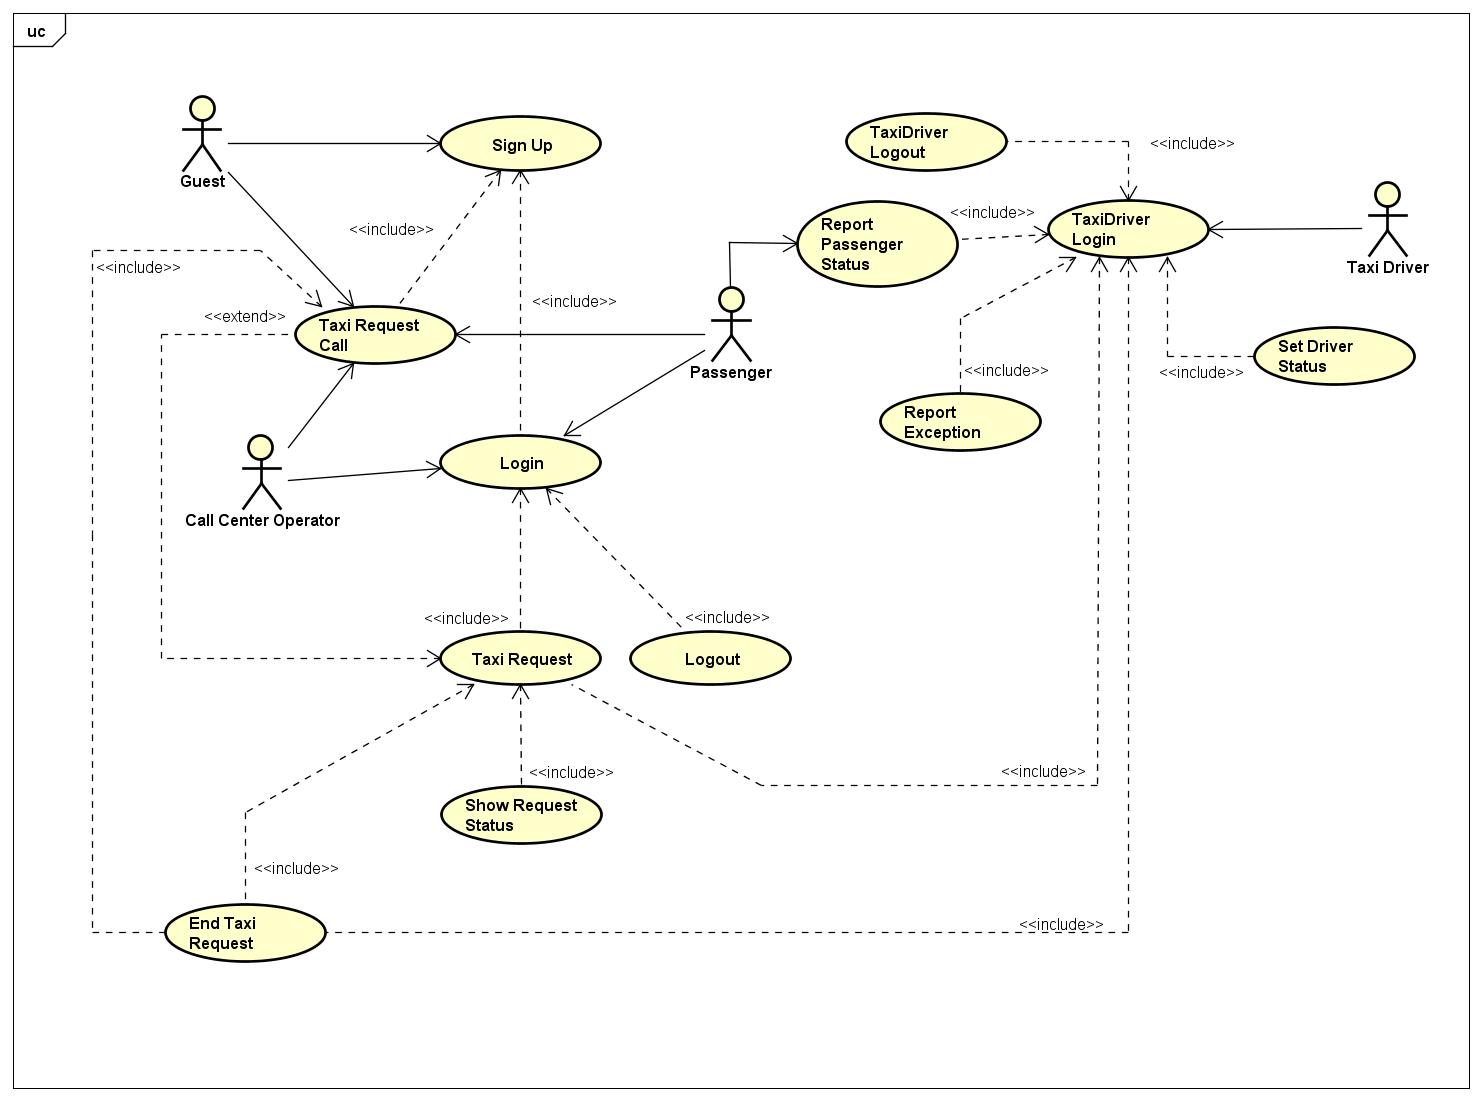 uc
Guest
Sign Up
TaxiDriver
Logout
<<include>>
Report
Passenger
Status
<<include>>
TaxiDriver
Login
Taxi Driver
<<include>>
<<include>>
<<extend>>
<<include>>
Taxi Request
Call
Passenger
Set Driver
Status
<<include>>
<<include>>
Report
Exception
Login
Call Center Operator
<<include>>
<<include>>
Taxi Request
Logout
<<include>>
<<include>>
Show Request
Status
<<include>>
End Taxi
Request
<<include>>